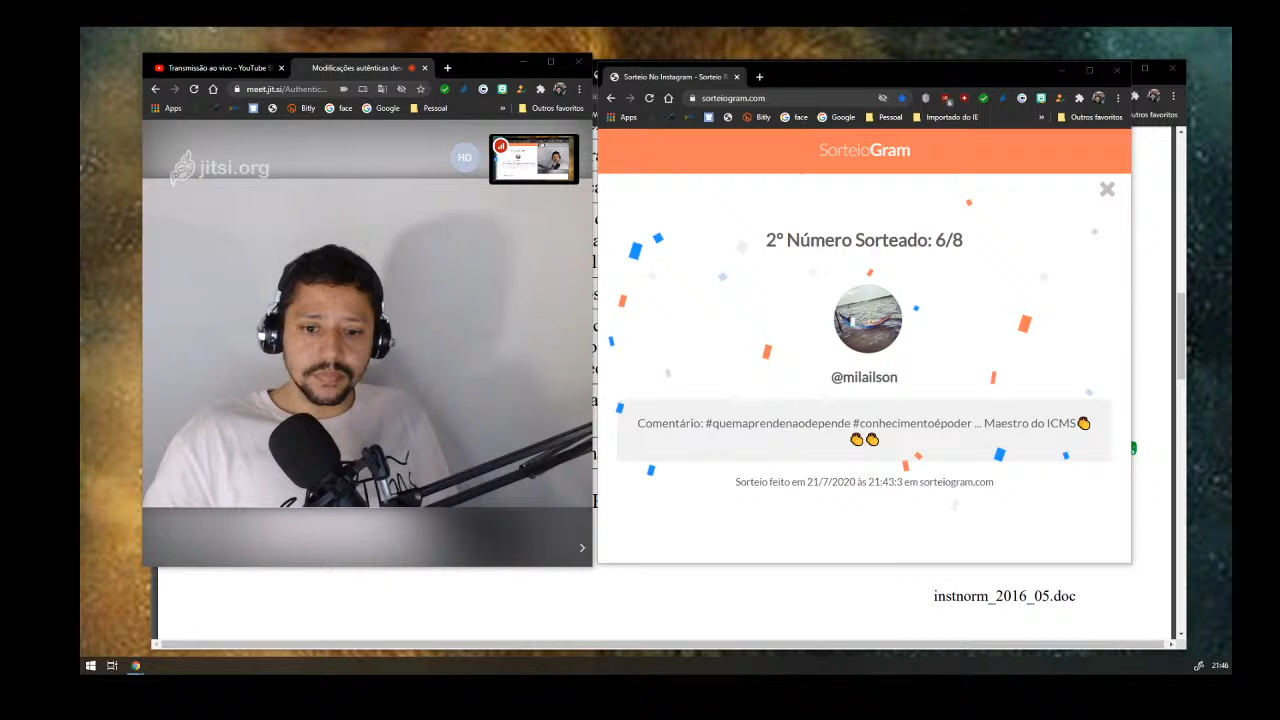 Transmissão ao vivo - YouTube S
Modificações autênticas des
meet.jit.si/Authentic...
Apps
Bitly
face
Google
Pessoal
»
Outros favoritos
jitsi.org
HD
Sorteio No Instagram - Sorteio R
sorteiogram.com
Apps
Bitly
face
Google
Pessoal
Importado do IE
»
Outros favoritos
outros favoritos
SorteioGram
2º Número Sorteado: 6/8
@milailson
Comentário: #quemaprendenaodepende #conhecimentoépoder ... Maestro do ICMS👏
👏👏
Sorteio feito em 21/7/2020 às 21:43:3 em sorteiogram.com
instnorm_2016_05.doc
21:46